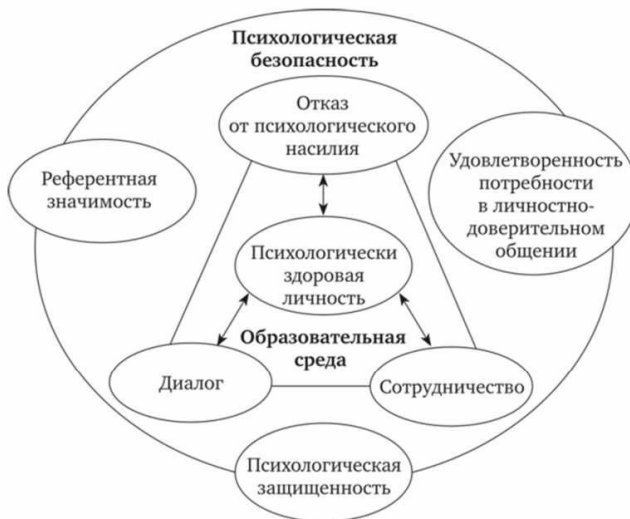 Психологическая
безопасность
Отказ
от психологического
насилия
Референтная
значимость
Удовлетворенность
потребности
в личностно-
доверительном
общении
Психологически
здоровая
личность
Образовательная
среда
Диалог
Сотрудничество
Психологическая
защищенность